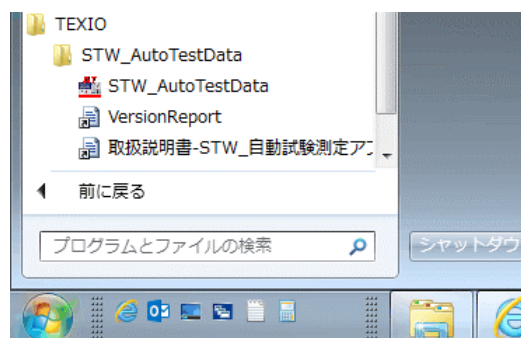 TEXIO
STW_AutoTestData
STW_AutoTestData
VersionReport
取扱説明書-STW_自動試験測定ア
前に戻る
プログラムとファイルの検索
シャットダウ